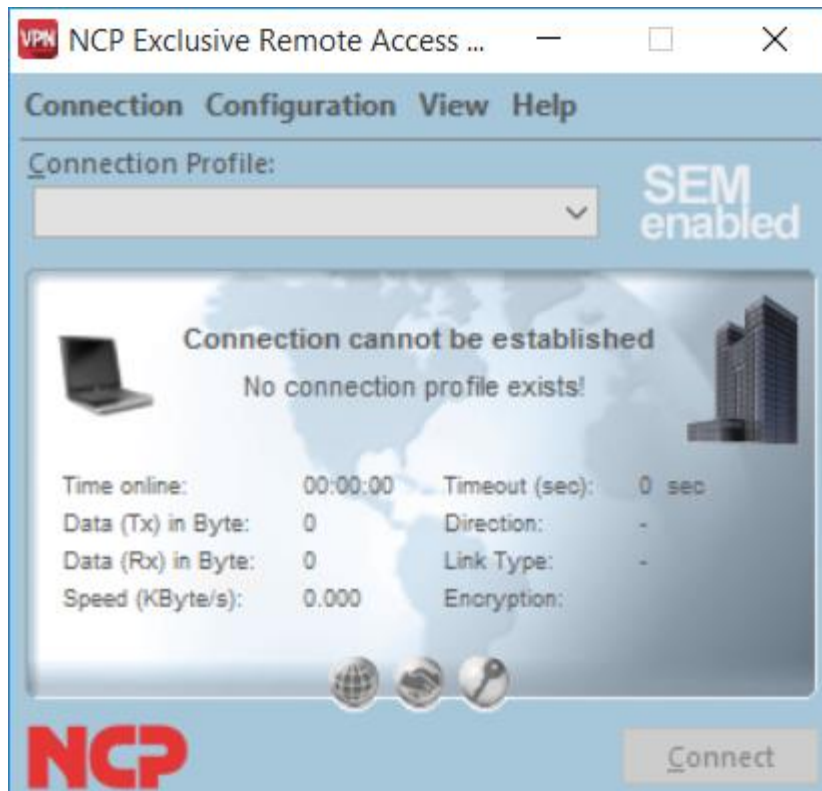 VPN NCP Exclusive Remote Access ...
Connection Configuration View Help
Connection Profile:
SEM
enabled
Connection cannot be established
No connection profile exists!
Time online: 00:00:00 Timeout (sec): 0 sec
Data (Tx) in Byte: 0 Direction: -
Data (Rx) in Byte: 0 Link Type: -
Speed (KByte/s): 0.000 Encryption:
NCP
Connect